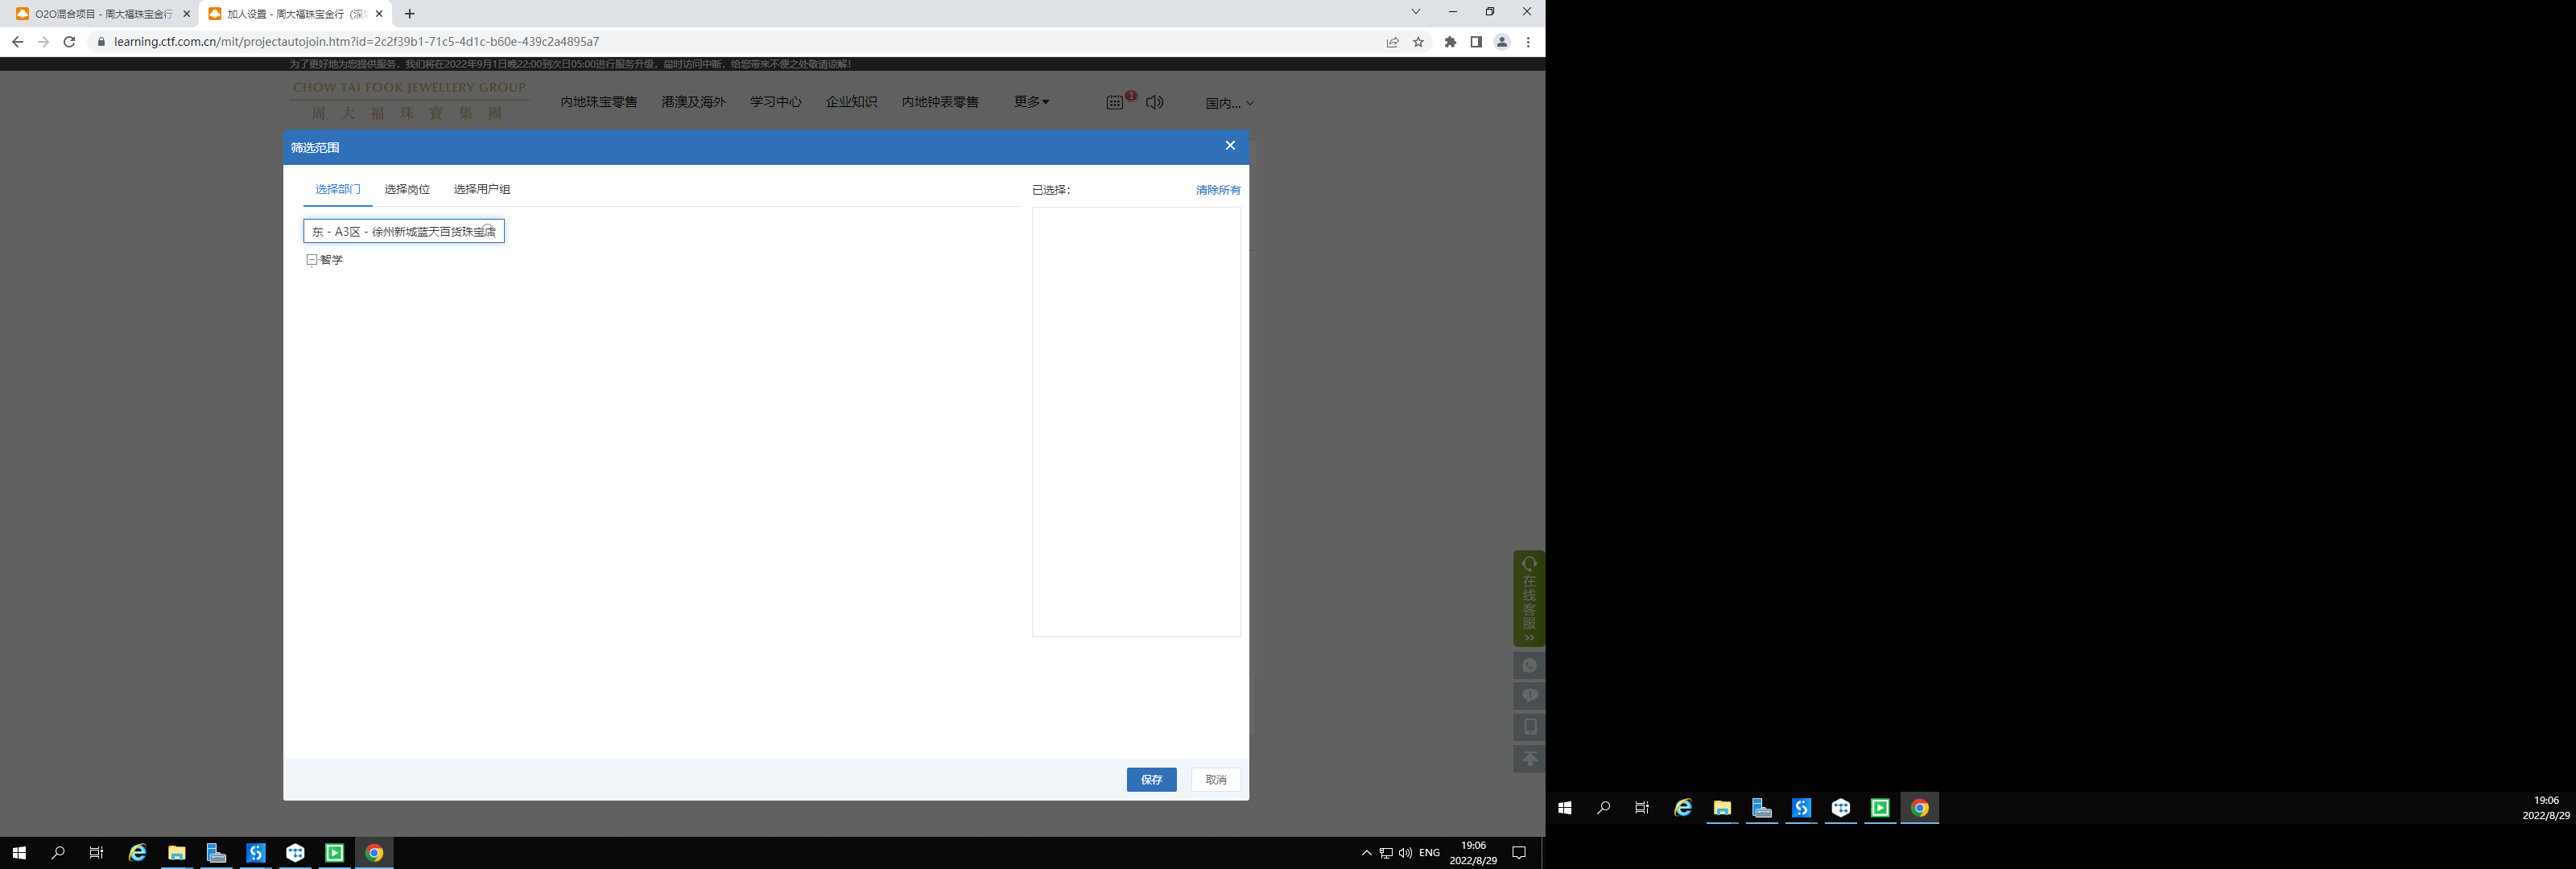 O2O混合项目 - 周大福珠宝金行
加人设置 - 周大福珠宝金行（深
learning.ctf.com.cn/mit/projectautojoin.htm?id=2c2f39b1-71c5-4d1c-b60e-439c2a4895a7
为了更好地为您提供服务，我们将在2022年9月1日晚22:00到次日05:00进行服务升级，届时访问中断，给您带来不便之处敬请谅解！
CHOW TAI FOOK JEWELLERY GROUP
周大福珠寶集團
内地珠宝零售 港澳及海外 学习中心 企业知识 内地钟表零售 更多 1 国内...
筛选范围
选择部门 选择岗位 选择用户组
已选择：
清除所有
东 - A3区 - 徐州新城蓝天百货珠宝店
智学
在线客服
保存 取消
ENG
19:06
2022/8/29
19:06
2022/8/29